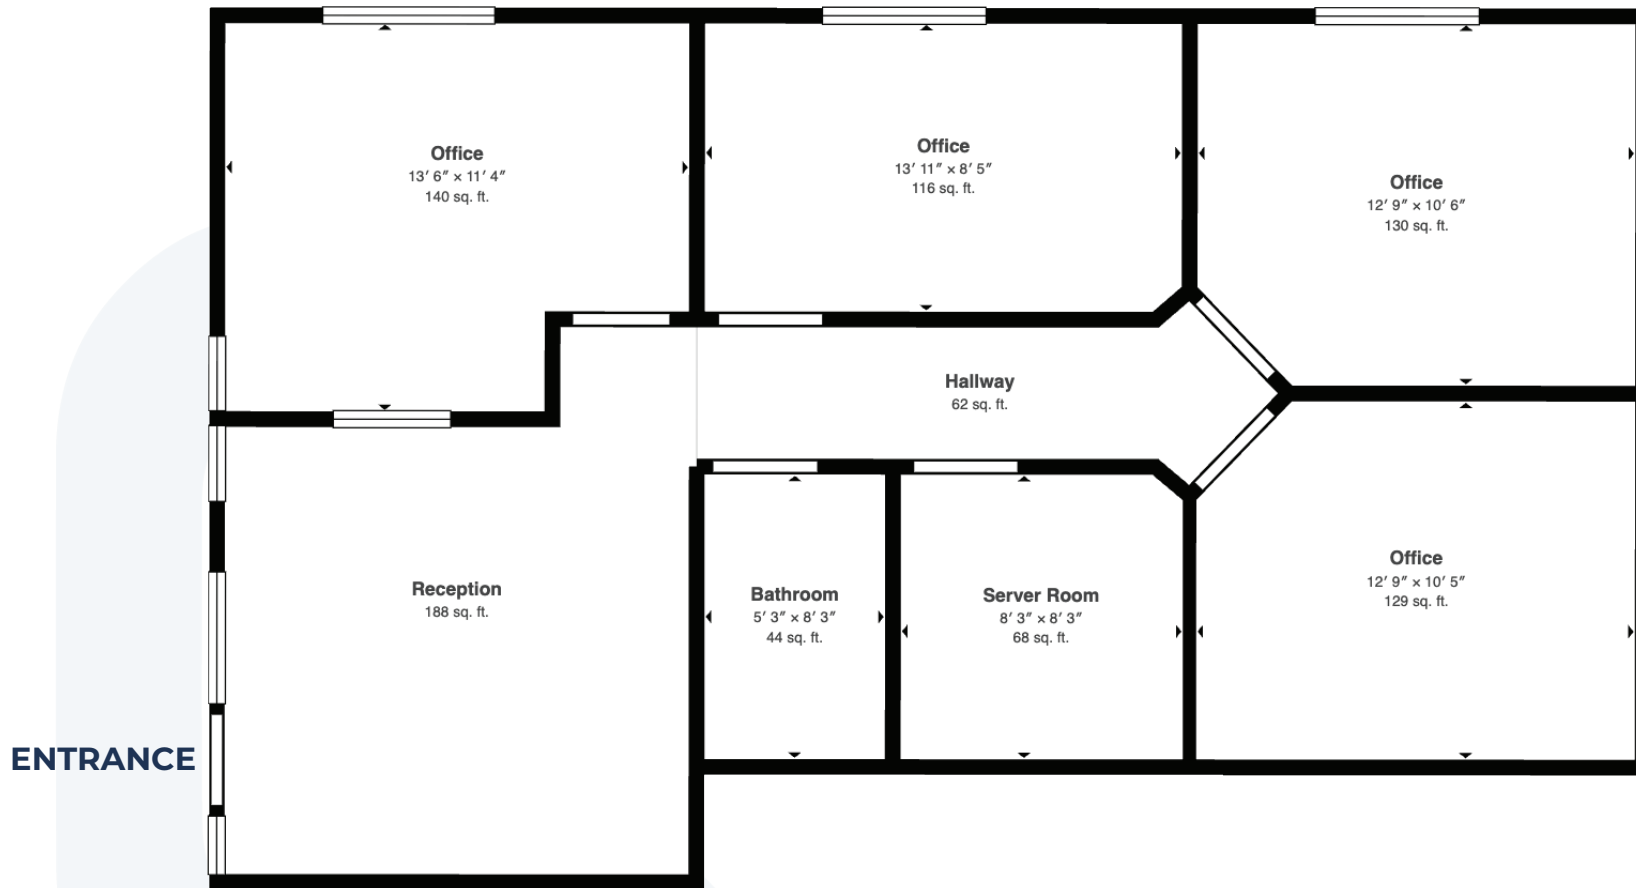 Office
13′ 6″ × 11′ 4″
140 sq. ft.
Office
13′ 11″ × 8′ 5″
116 sq. ft.
Office
12′ 9″ × 10′ 6″
130 sq. ft.
Hallway
62 sq. ft.
Reception
188 sq. ft.
Bathroom
5′ 3″ × 8′ 3″
44 sq. ft.
Server Room
8′ 3″ × 8′ 3″
68 sq. ft.
Office
12′ 9″ × 10′ 5″
129 sq. ft.
ENTRANCE